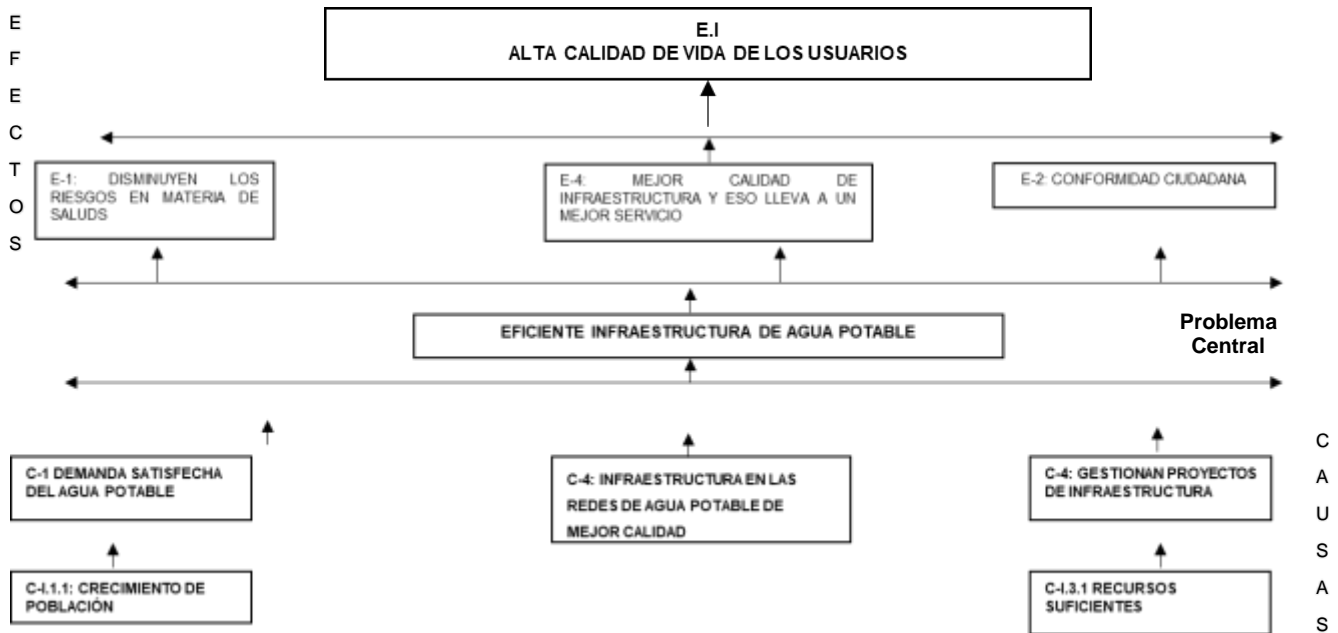 E
F
E
C
T
O
S
E.I
ALTA CALIDAD DE VIDA DE LOS USUARIOS
E-1: DISMINUYEN LOS
RIESGOS EN MATERIA DE
SALUDS
E-4: MEJOR CALIDAD DE
INFRAESTRUCTURA Y ESO LLEVA A UN
MEJOR SERVICIO
E-2: CONFORMIDAD CIUDADANA
EFICIENTE INFRAESTRUCTURA DE AGUA POTABLE
Problema
Central
C-1 DEMANDA SATISFECHA
DEL AGUA POTABLE
C-4: INFRAESTRUCTURA EN LAS
REDES DE AGUA POTABLE DE
MEJOR CALIDAD
C-4: GESTIONAN PROYECTOS
DE INFRAESTRUCTURA
C-I.1.1: CRECIMIENTO DE
POBLACIÓN
C-I.3.1 RECURSOS
SUFICIENTES
C
A
U
S
A
S